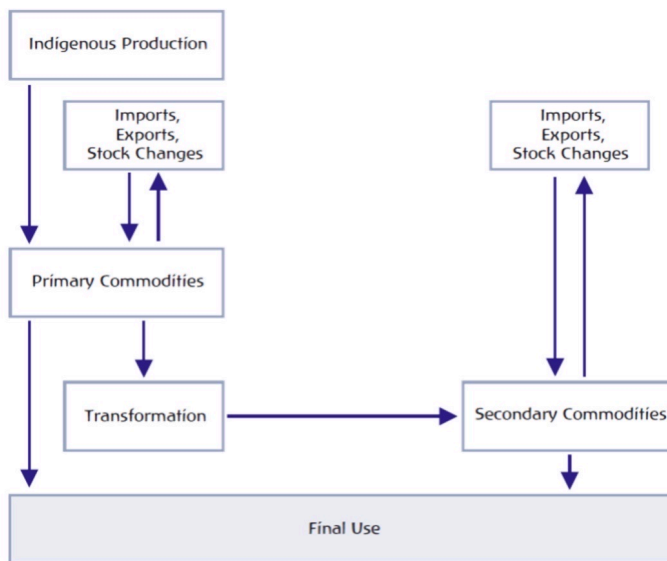 Indigenous Production
Imports,
Exports,
Stock Changes
Imports,
Exports,
Stock Changes
Primary Commodities
Transformation
Secondary Commodities
Final Use